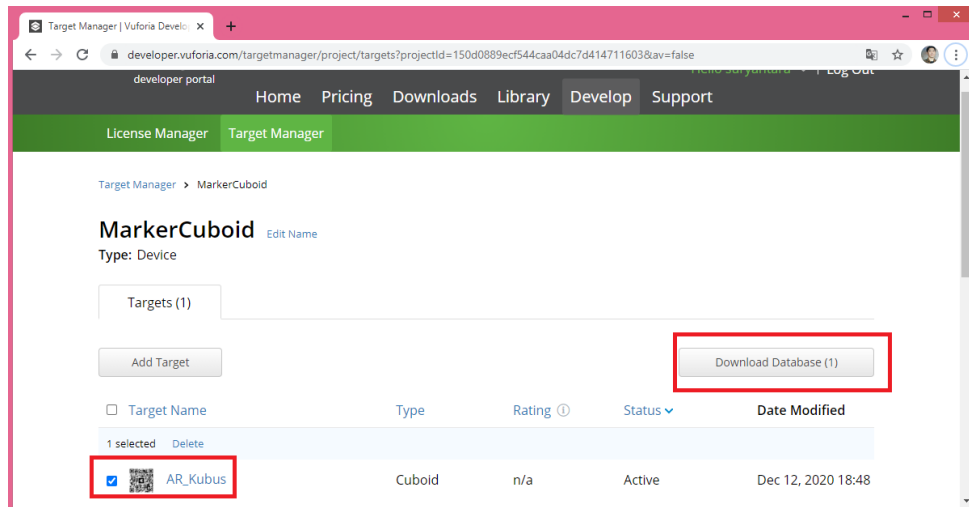 Target Manager | Vuforia Develo
developer.vuforia.com/targetmanager/project/targets?projectId=150d0889ecf544caa04dc7d414711603&av=false
developer portal
Hello Suryantara | Log Out
Home Pricing Downloads Library Develop Support
License Manager Target Manager
Target Manager > MarkerCuboid
MarkerCuboid Edit Name
Type: Device
Targets (1)
Add Target Download Database (1)
Target Name Type Rating Status Date Modified
1 selected Delete
AR_Kubus Cuboid n/a Active Dec 12, 2020 18:48